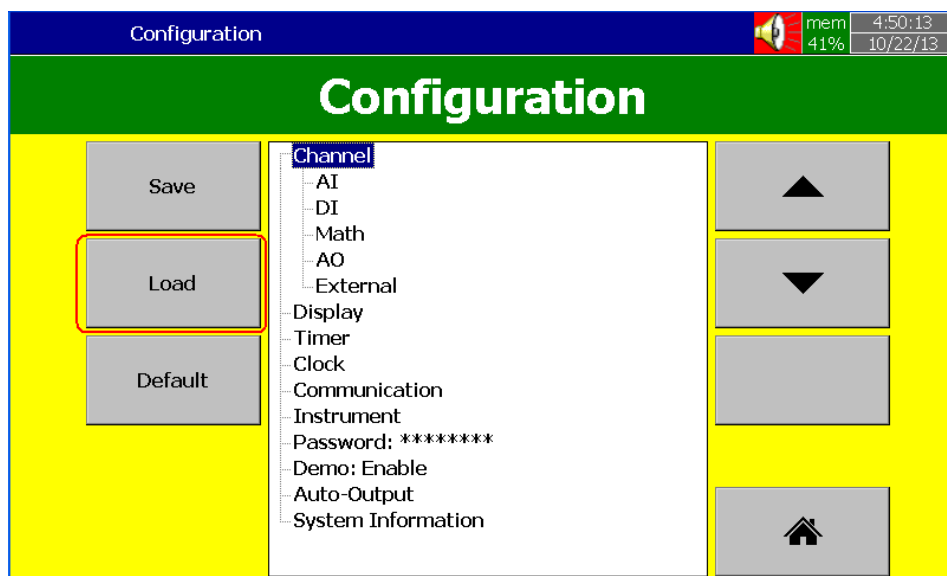 Configuration
mem 4:50:13
41% 10/22/13
Configuration
Save
Load
Default
Channel
AI
DI
Math
AO
External
Display
Timer
Clock
Communication
Instrument
Password: ********
Demo: Enable
Auto-Output
System Information